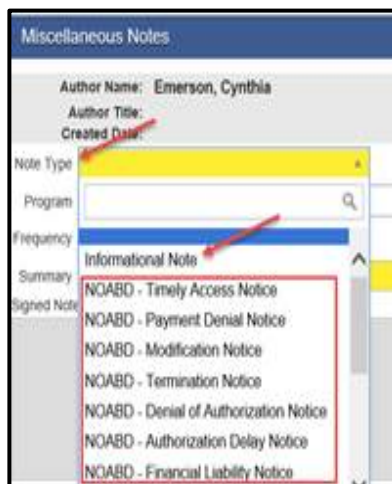 Miscellaneous Notes
Author Name: Emerson, Cynthia
Author Title:
Created Date:
Note Type
Program
Frequency
Informational Note
Summary
NOABD - Timely Access Notice
Signed Note
NOABD - Payment Denial Notice
NOABD - Modification Notice
NOABD - Termination Notice
NOABD - Denial of Authorization Notice
NOABD - Authorization Delay Notice
NOABD - Financial Liability Notice